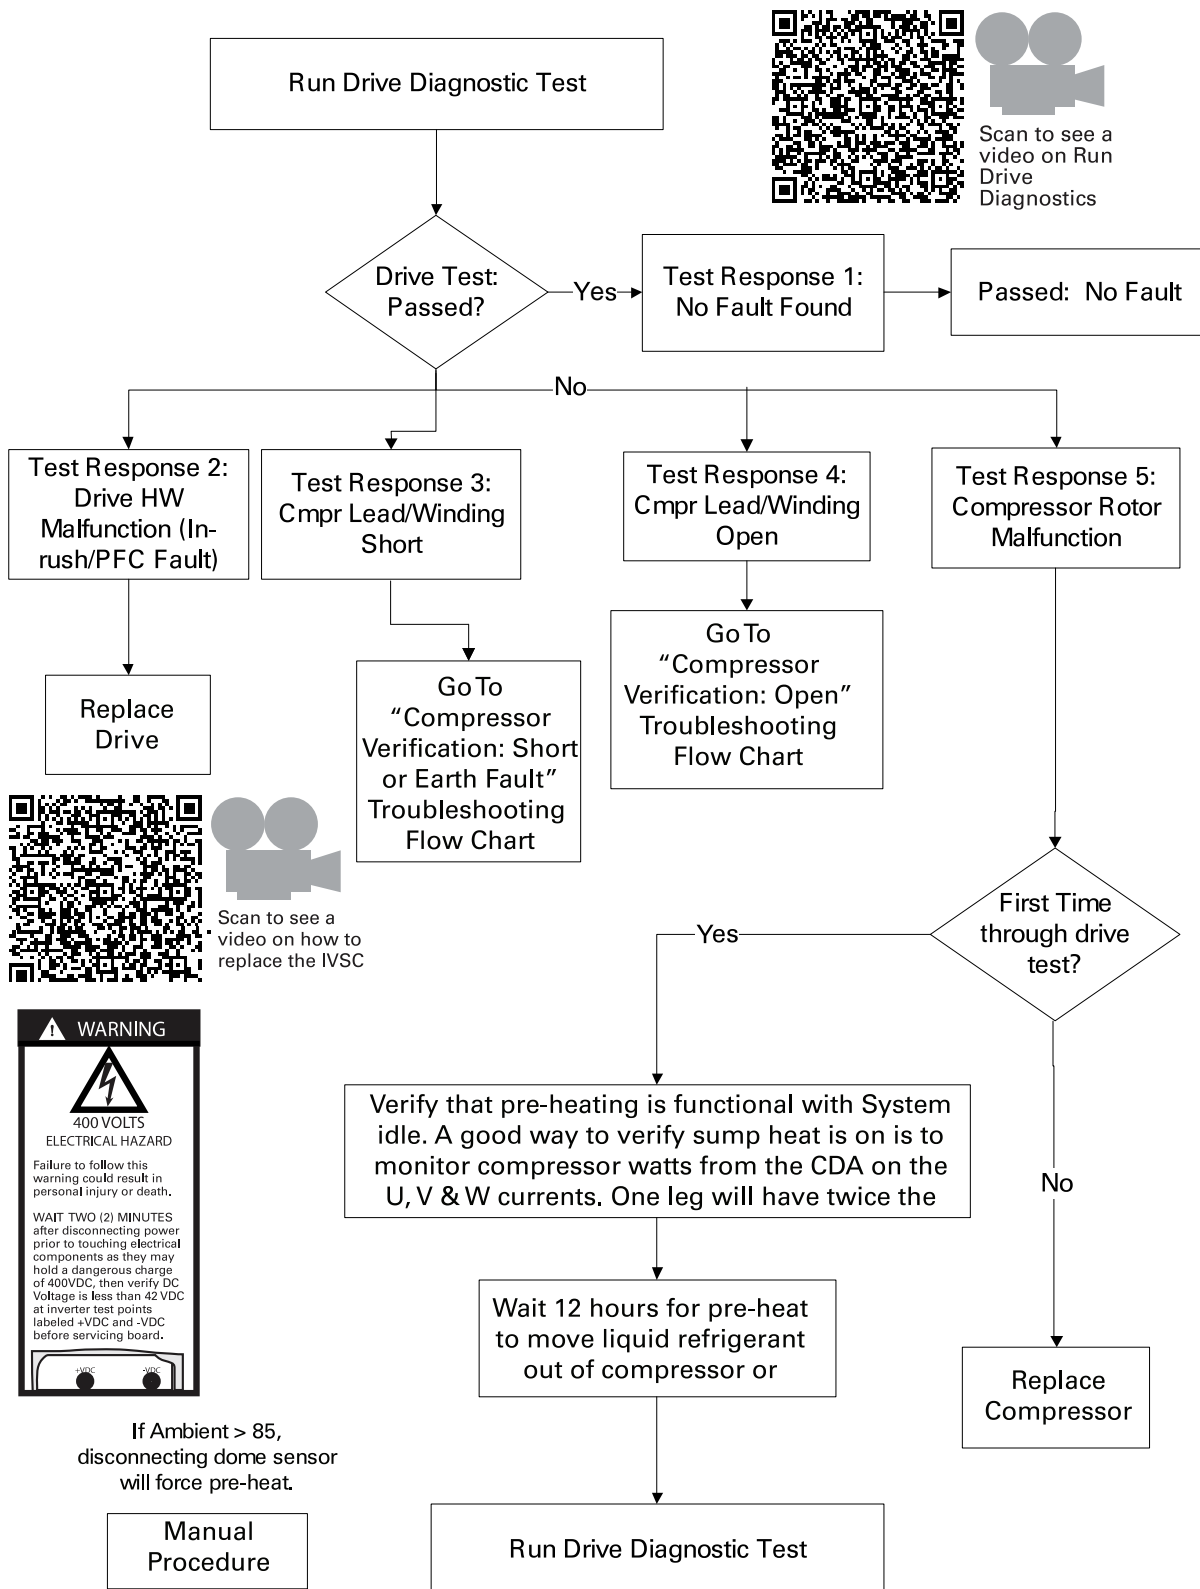 Run Drive Diagnostic Test
Scan to see a
video on Run
Drive
Diagnostics
Drive Test:
Passed?
Yes
Test Response 1:
No Fault Found
Passed: No Fault
No
Test Response 2:
Drive HW
Malfunction (In-
rush/PFC Fault)
Test Response 3:
Cmpr Lead/Winding
Short
Test Response 4:
Cmpr Lead/Winding
Open
Test Response 5:
Compressor Rotor
Malfunction
Replace
Drive
Go To
“Compressor
Verification: Short
or Earth Fault”
Troubleshooting
Flow Chart
Go To
“Compressor
Verification: Open”
Troubleshooting
Flow Chart
Scan to see a
video on how to
replace the IVSC
First Time
through drive
test?
Yes
No
WARNING
400 VOLTS
ELECTRICAL HAZARD
Failure to follow this
warning could result in
personal injury or death.
WAIT TWO (2) MINUTES
after disconnecting power
prior to touching electrical
components as they may
hold a dangerous charge
of 400VDC, then verify DC
Voltage is less than 42 VDC
at inverter test points
labeled +VDC and -VDC
before servicing board.
+VDC -VDC
Verify that pre-heating is functional with System
idle. A good way to verify sump heat is on is to
monitor compressor watts from the CDA on the
U, V & W currents. One leg will have twice the
Wait 12 hours for pre-heat
to move liquid refrigerant
out of compressor or
Replace
Compressor
If Ambient > 85,
disconnecting dome sensor
will force pre-heat.
Manual
Procedure
Run Drive Diagnostic Test